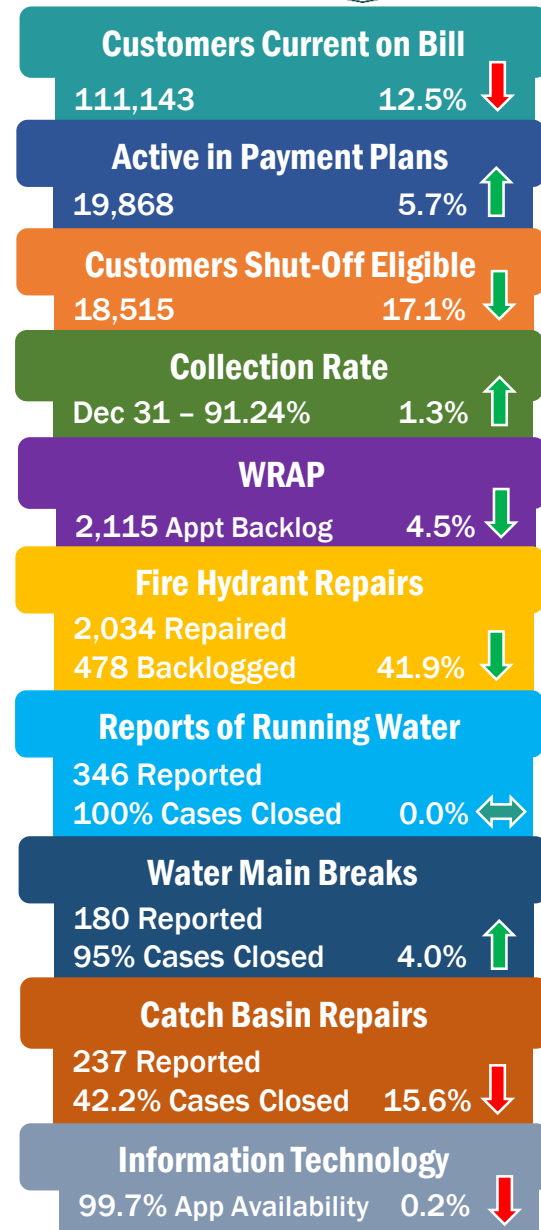 Customers Current on Bill
111,143 12.5%
Active in Payment Plans
19,868 5.7%
Customers Shut-Off Eligible
18,515 17.1%
Collection Rate
Dec 31 – 91.24% 1.3%
WRAP
2,115 Appt Backlog 4.5%
Fire Hydrant Repairs
2,034 Repaired
478 Backlogged 41.9%
Reports of Running Water
346 Reported
100% Cases Closed 0.0%
Water Main Breaks
180 Reported
95% Cases Closed 4.0%
Catch Basin Repairs
237 Reported
42.2% Cases Closed 15.6%
Information Technology
99.7% App Availability 0.2%